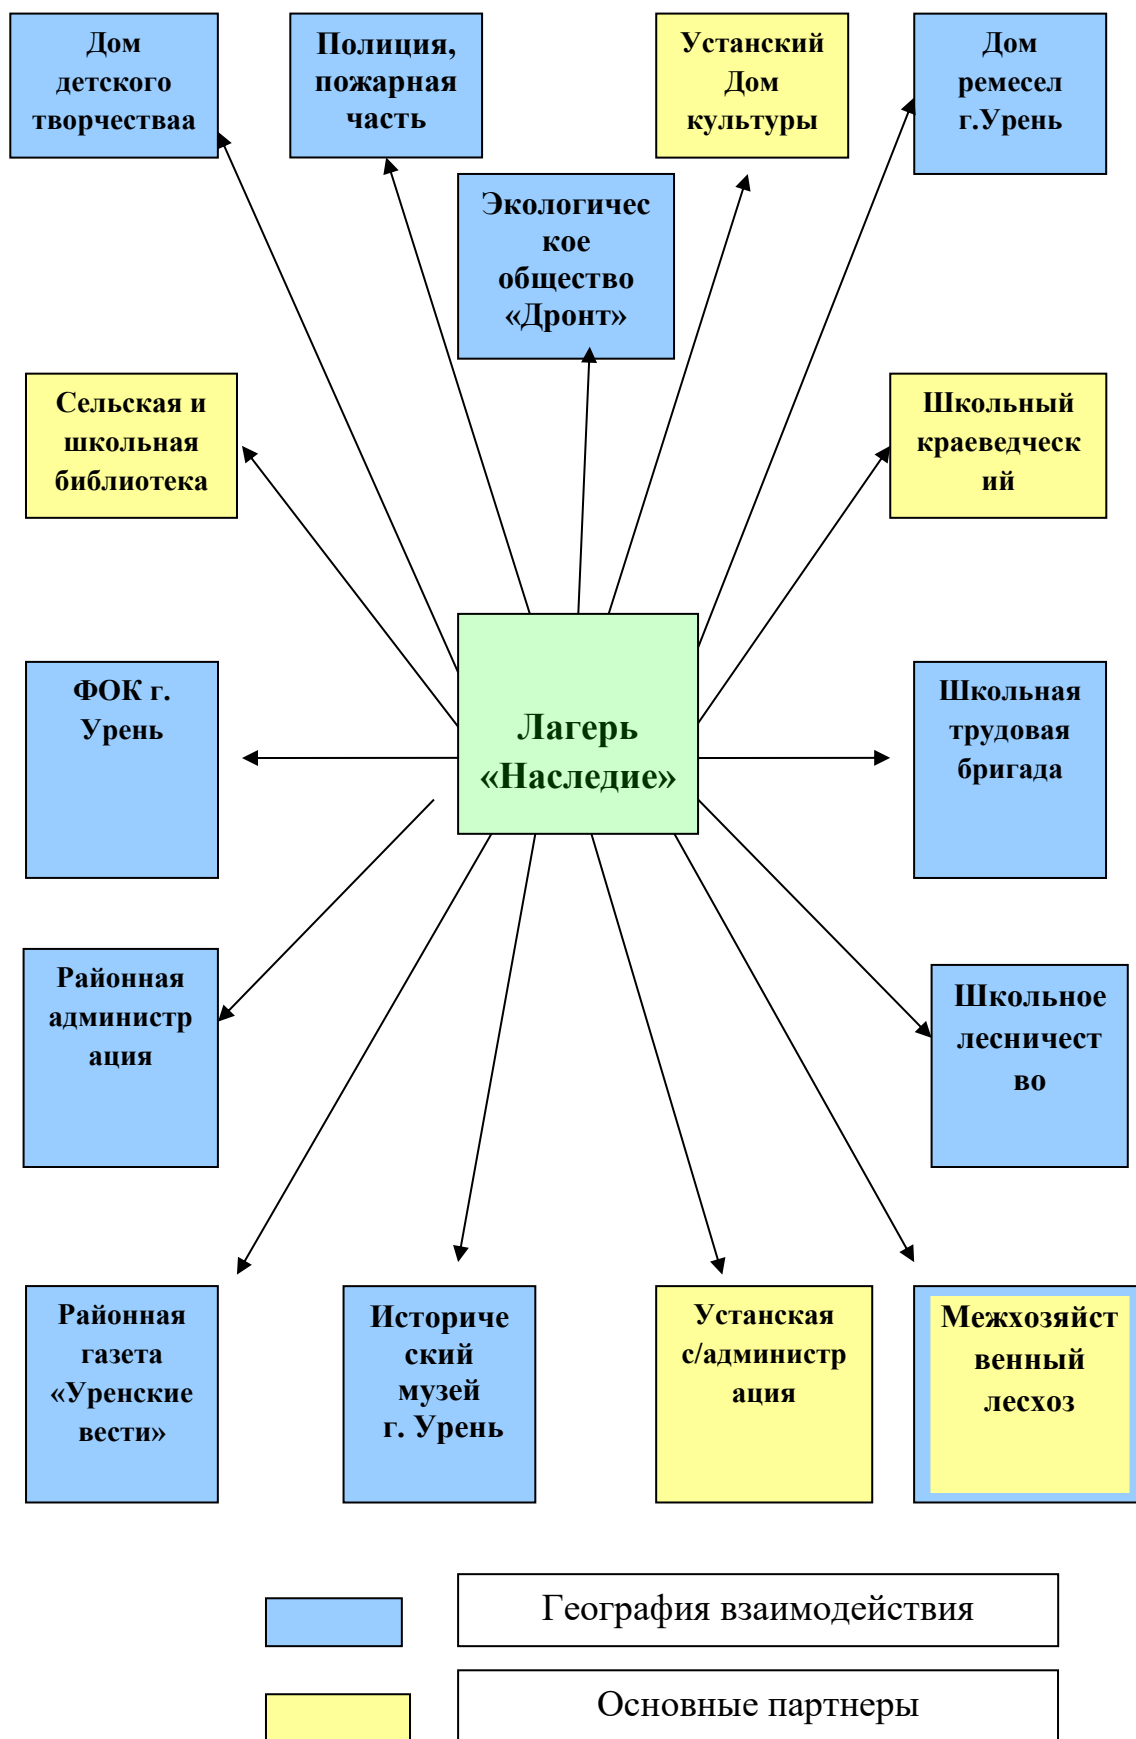 Дом
детского
творчестваа
Полиция,
пожарная
часть
Устанский
Дом
культуры
Дом
ремесел
г.Урень
Экологичес
кое
общество
«Дронт»
Сельская и
школьная
библиотека
Школьный
краеведческ
ий
ФОК г.
Урень
Лагерь
«Наследие»
Школьная
трудовая
бригада
Районная
администр
ация
Школьное
лесничест
во
Районная
газета
«Уренские
вести»
Историче
ский
музей
г. Урень
Устанская
с/администр
ация
Межхозяйст
венный
лесхоз
География взаимодействия
Основные партнеры